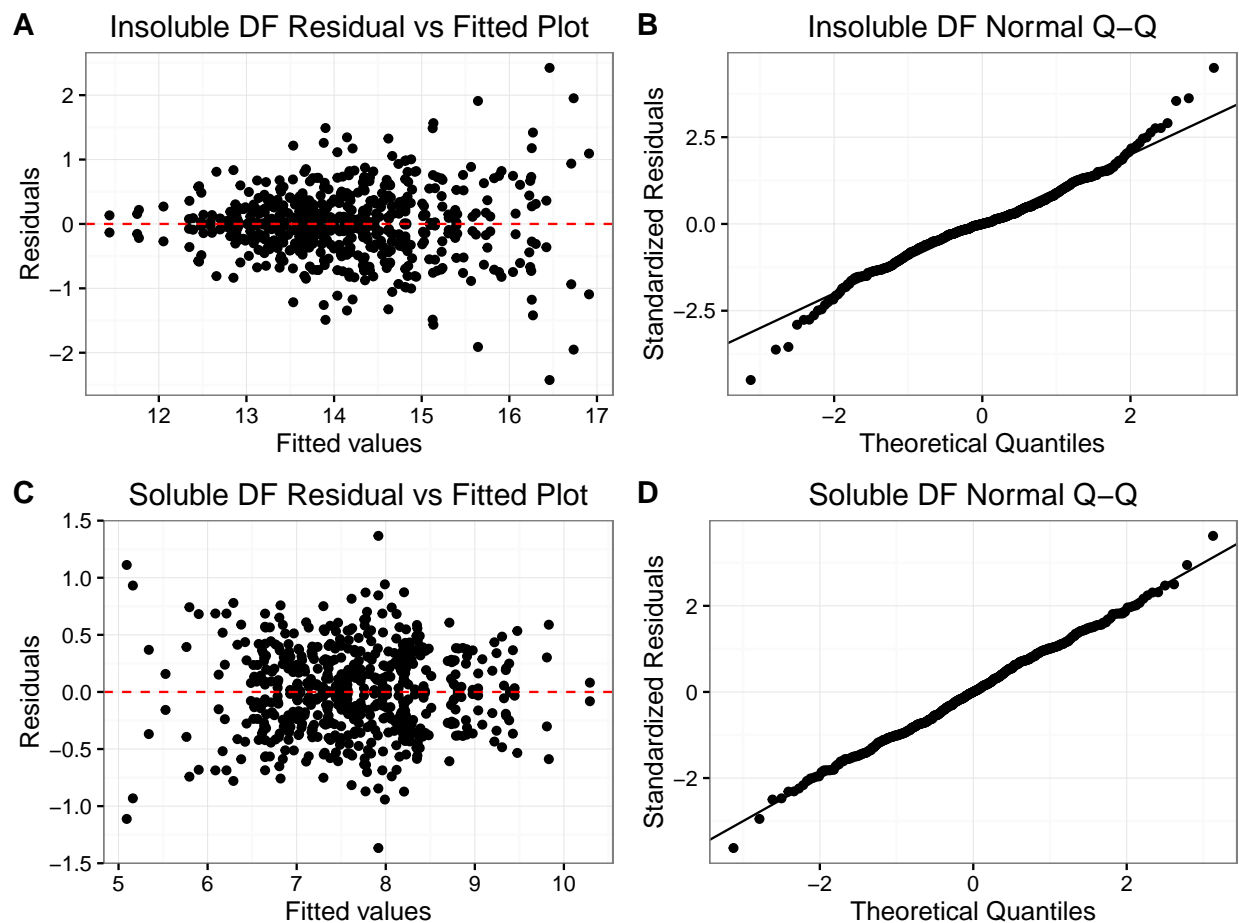 A Insoluble DF Residual vs Fitted Plot
2
1
0
−1
−2
Residuals
12 13 14 15 16 17
Fitted values
B Insoluble DF Normal Q−Q
2.5
0.0
−2.5
Standardized Residuals
−2 0 2
Theoretical Quantiles
C Soluble DF Residual vs Fitted Plot
1.5
1.0
0.5
0.0
−0.5
−1.0
−1.5
Residuals
5 6 7 8 9 10
Fitted values
D Soluble DF Normal Q−Q
2
0
−2
Standardized Residuals
−2 0 2
Theoretical Quantiles